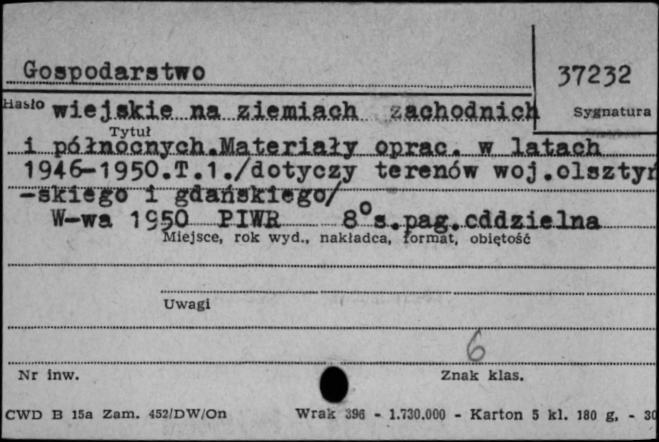 Gospodarstwo
37232
Hasło
wiejskie na ziemiach zachodnich
Sygnatura
Tytuł
i północnych.Materiały oprac. w latach
1946-1950.T.1./dotyczy terenów woj.olsztyń
-skiego i gdańskiego/
W-wa 1950 PIWR 8° s.pag.cddzielna
Miejsce, rok wyd., nakładca, format, objętość
Uwagi
6
Nr inw.
Znak klas.
CWD B 15a Zam. 452/DW/On Wrak 396 - 1.730.000 - Karton 5 kl. 180 g, - 30